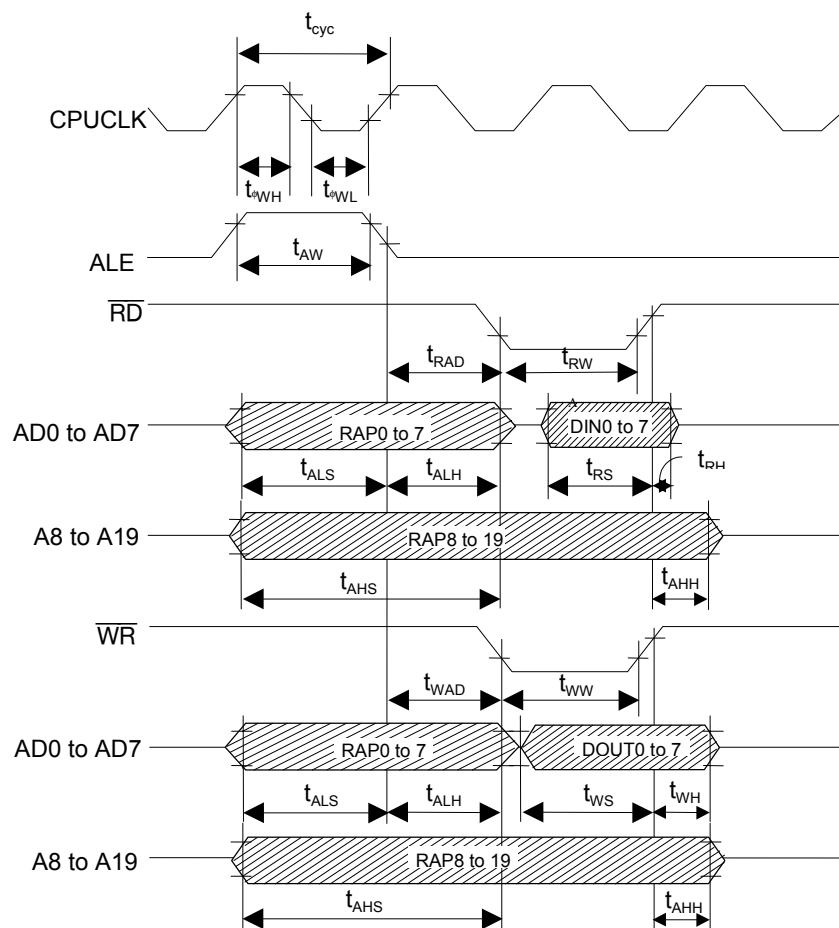 tcyc
CPUCLK
tφWH tφWL
ALE
tAW
RD
tRAD tRW
AD0 to AD7 RAP0 to 7 DIN0 to 7
tALS tALH tRS tRH
A8 to A19 RAP8 to 19
tAHS tAHH
WR
tWAD tWW
AD0 to AD7 RAP0 to 7 DOUT0 to 7
tALS tALH tWS tWH
A8 to A19 RAP8 to 19
tAHS tAHH